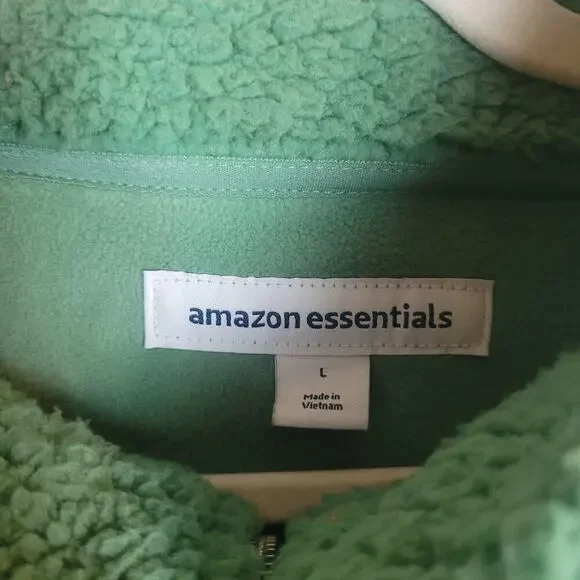 amazon essentials
L
Made in
Vietnam